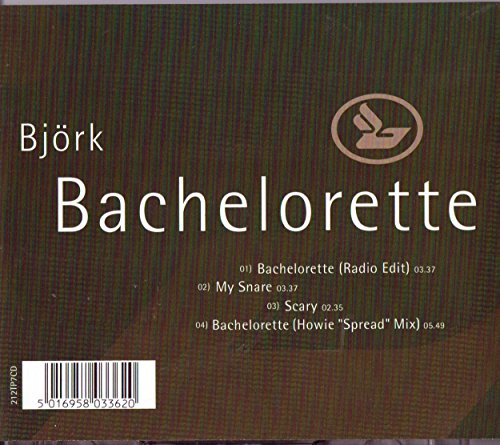 Björk
Bachelorette
01) Bachelorette (Radio Edit) 03.37
02) My Snare 03.37
03) Scary 02.35
04) Bachelorette (Howie "Spread" Mix) 05.49
212TP7CD
5 016958 033620